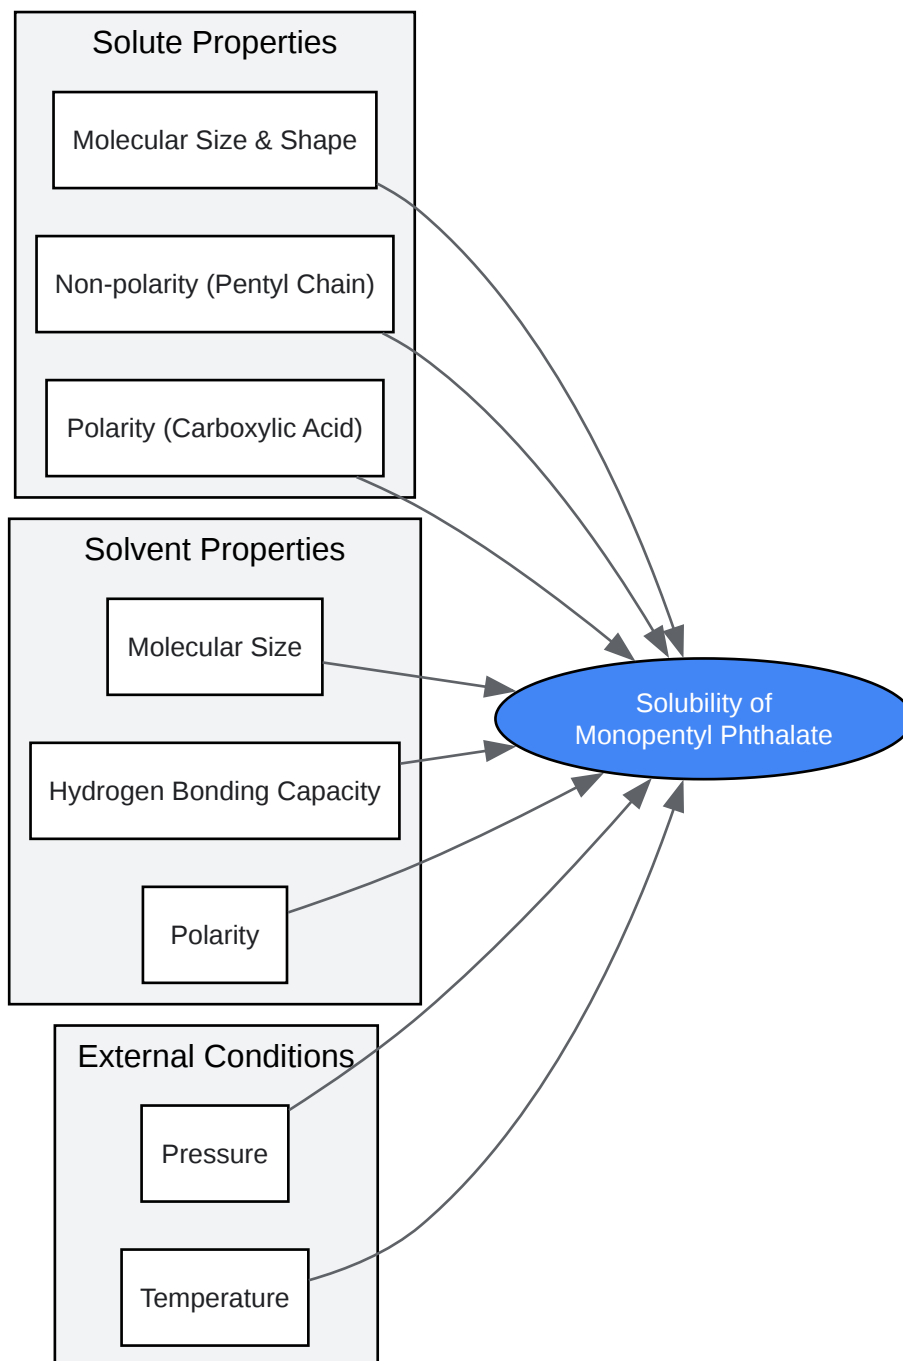 Solute Properties
Molecular Size & Shape
Non-polarity (Pentyl Chain)
Polarity (Carboxylic Acid)
Solvent Properties
Molecular Size
Hydrogen Bonding Capacity
Polarity
External Conditions
Pressure
Temperature
Solubility of
Monopentyl Phthalate